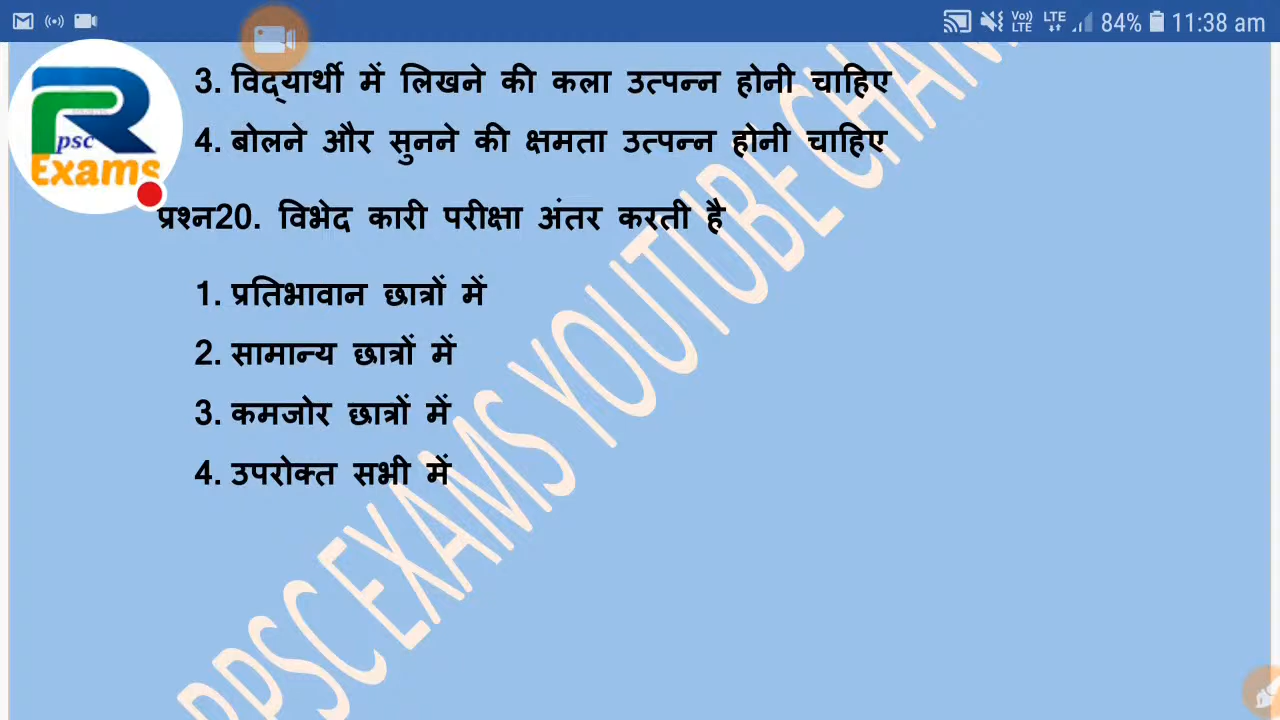 84% 11:38 am
3. विद्यार्थी में लिखने की कला उत्पन्न होनी चाहिए
4. बोलने और सुनने की क्षमता उत्पन्न होनी चाहिए
R
psc
Exams
प्रश्न20. विभेद कारी परीक्षा अंतर करती है
1. प्रतिभावान छात्रों में
2. सामान्य छात्रों में
3. कमजोर छात्रों में
4. उपरोक्त सभी में
RPSC EXAMS YOUTUBE CHAN